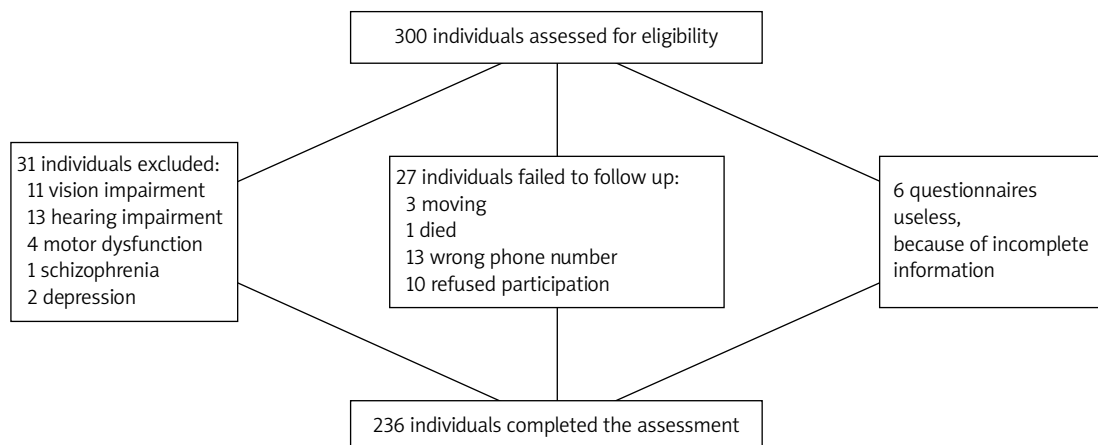 300 individuals assessed for eligibility
31 individuals excluded:
11 vision impairment
13 hearing impairment
4 motor dysfunction
1 schizophrenia
2 depression
27 individuals failed to follow up:
3 moving
1 died
13 wrong phone number
10 refused participation
6 questionnaires
useless,
because of incomplete
information
236 individuals completed the assessment